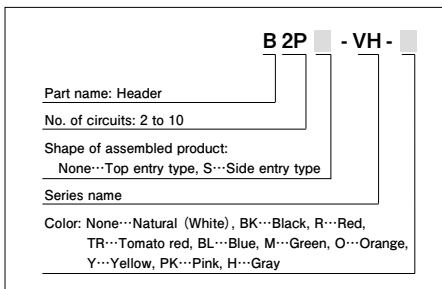 B 2P - VH -
Part name: Header
No. of circuits: 2 to 10
Shape of assembled product:
None···Top entry type, S···Side entry type
Series name
Color: None···Natural (White), BK···Black, R···Red,
TR···Tomato red, BL···Blue, M···Green, O···Orange,
Y···Yellow, PK···Pink, H···Gray